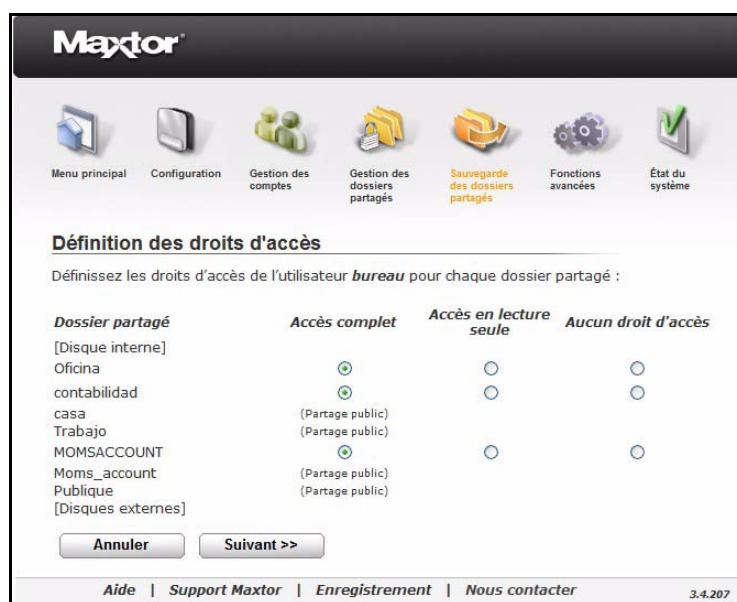 Maxtor
Menu principal
Configuration
Gestion des comptes
Gestion des dossiers partagés
Sauvegarde des dossiers partagés
Fonctions avancées
État du système
Définition des droits d'accès
Définissez les droits d'accès de l'utilisateur bureau pour chaque dossier partagé :
Dossier partagé Accès complet Accès en lecture seule Aucun droit d'accès
[Disque interne]
Oficina
contabilidad
casa (Partage public)
Trabajo (Partage public)
MOMSACCOUNT
Moms_account (Partage public)
Publique (Partage public)
[Disques externes]
Annuler Suivant >>
Aide | Support Maxtor | Enregistrement | Nous contacter 3.4.207